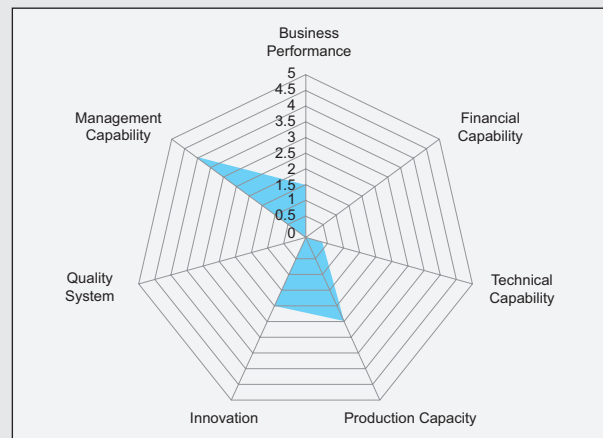 Business
Performance
5
4.5
4
3.5
3
2.5
2
1.5
1
0.5
0
Financial
Capability
Technical
Capability
Production Capacity
Innovation
Quality
System
Management
Capability